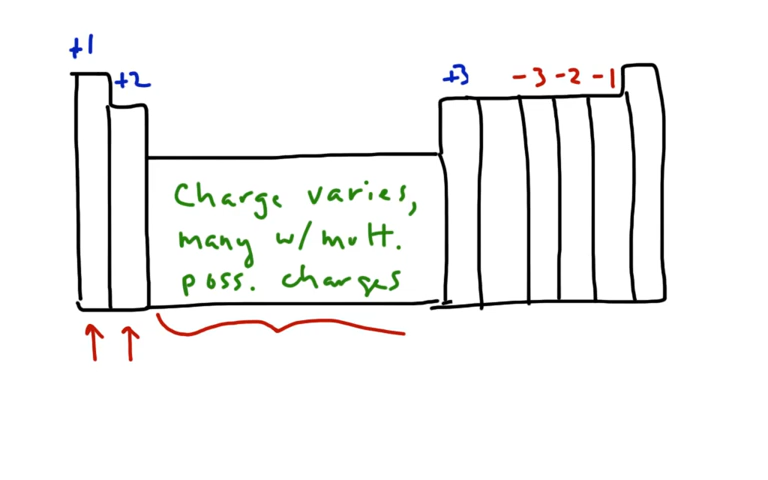 +1
+2
+3
-3 -2 -1
Charge varies,
many w/mult.
poss. charges